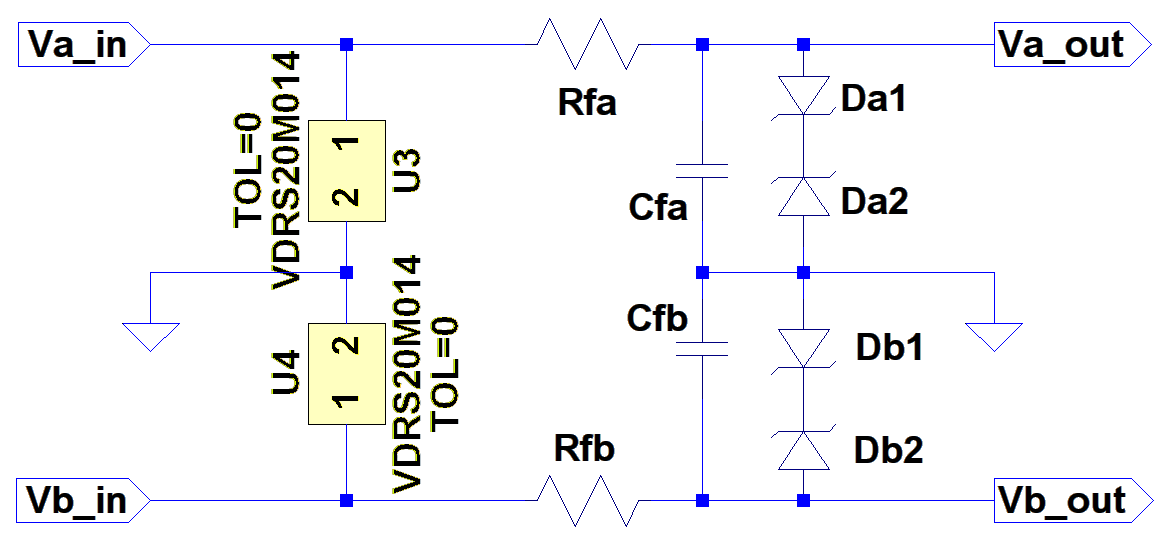 Va_in
Va_out
Rfa
Da1
TOL=0
VDRS20M014
1
2
U3
Da2
Cfa
Cfb
Db1
U4
2
1
VDRS20M014
TOL=0
Rfb
Db2
Vb_in
Vb_out